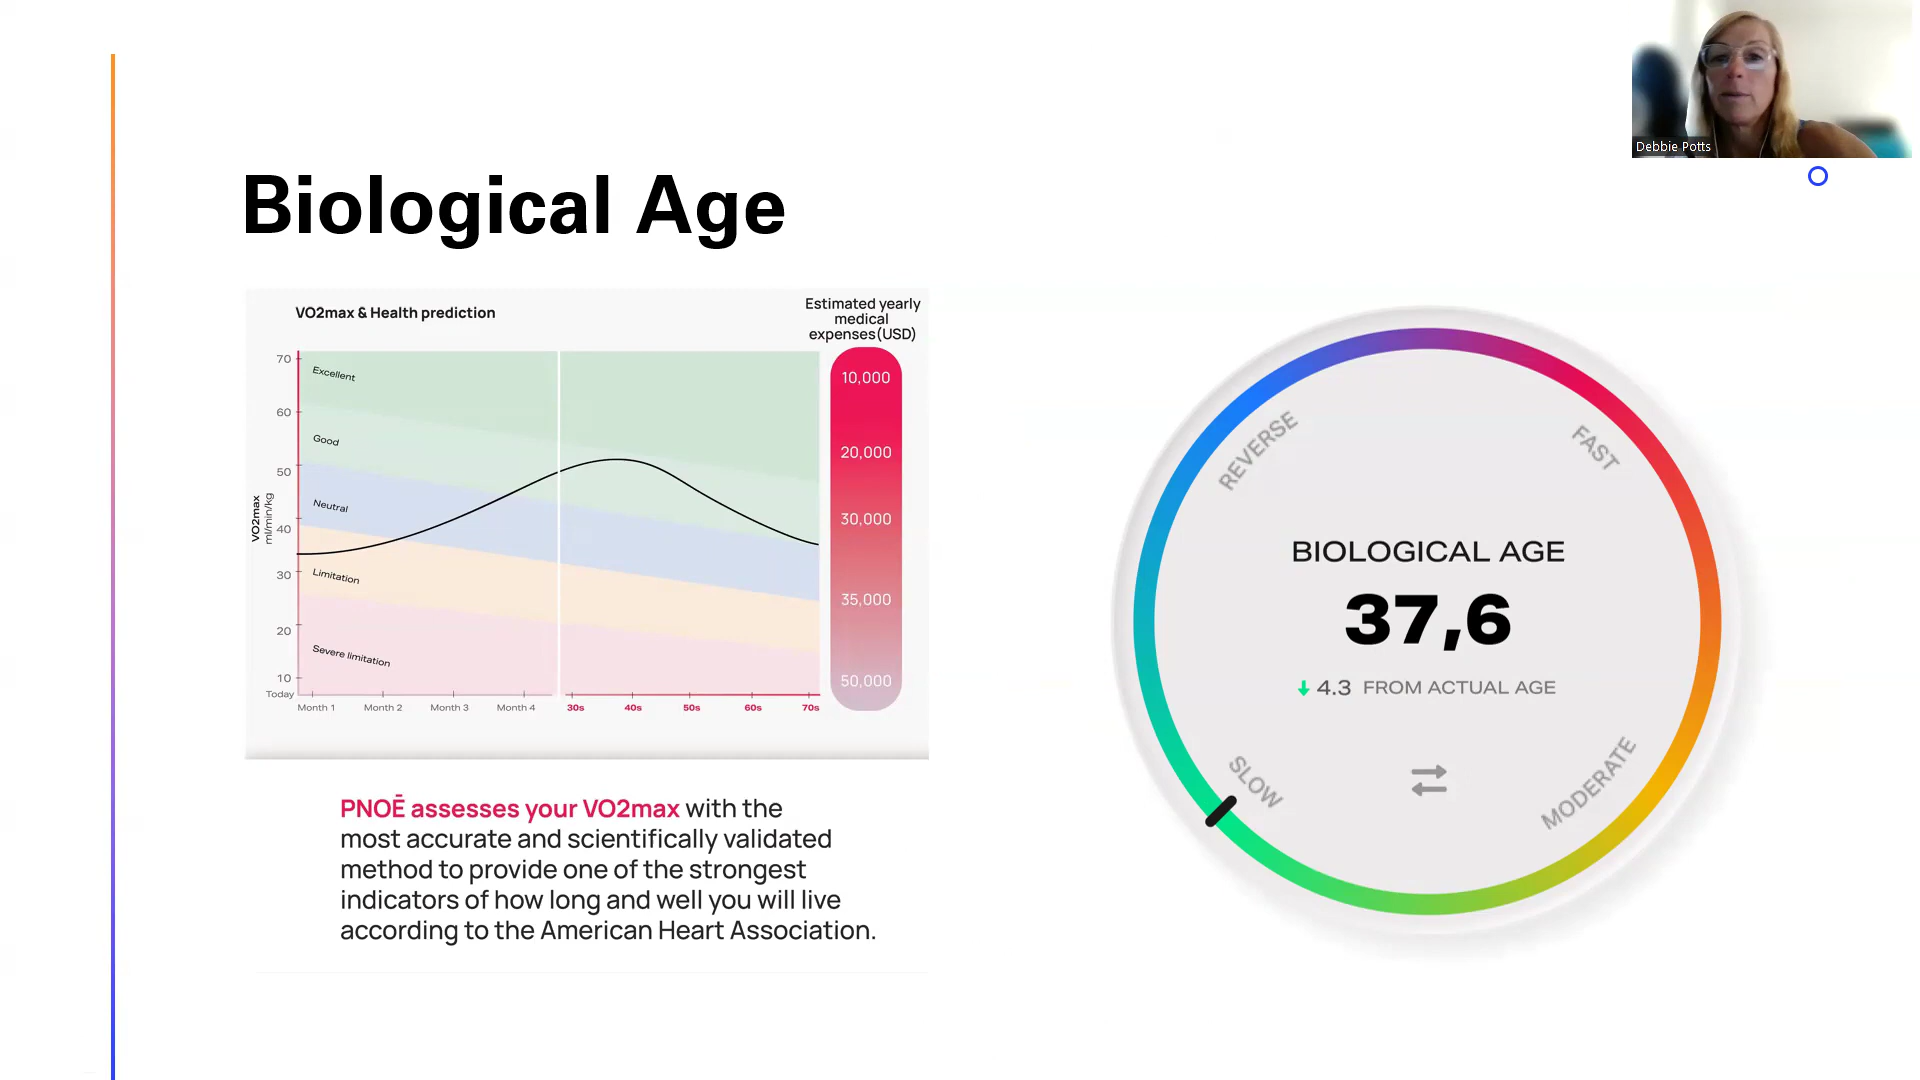 Debbie Potts
Biological Age
VO2max & Health prediction
Estimated yearly
medical
expenses(USD)
70
60
50
40
30
20
10
VO2max
ml/min/kg
Excellent
Good
Neutral
Limitation
Severe limitation
10,000
20,000
30,000
35,000
50,000
Today
Month 1 Month 2 Month 3 Month 4 30s 40s 50s 60s 70s
PNOĒ assesses your VO2max with the
most accurate and scientifically validated
method to provide one of the strongest
indicators of how long and well you will live
according to the American Heart Association.
REVERSE
FAST
BIOLOGICAL AGE
37,6
4.3 FROM ACTUAL AGE
SLOW
MODERATE